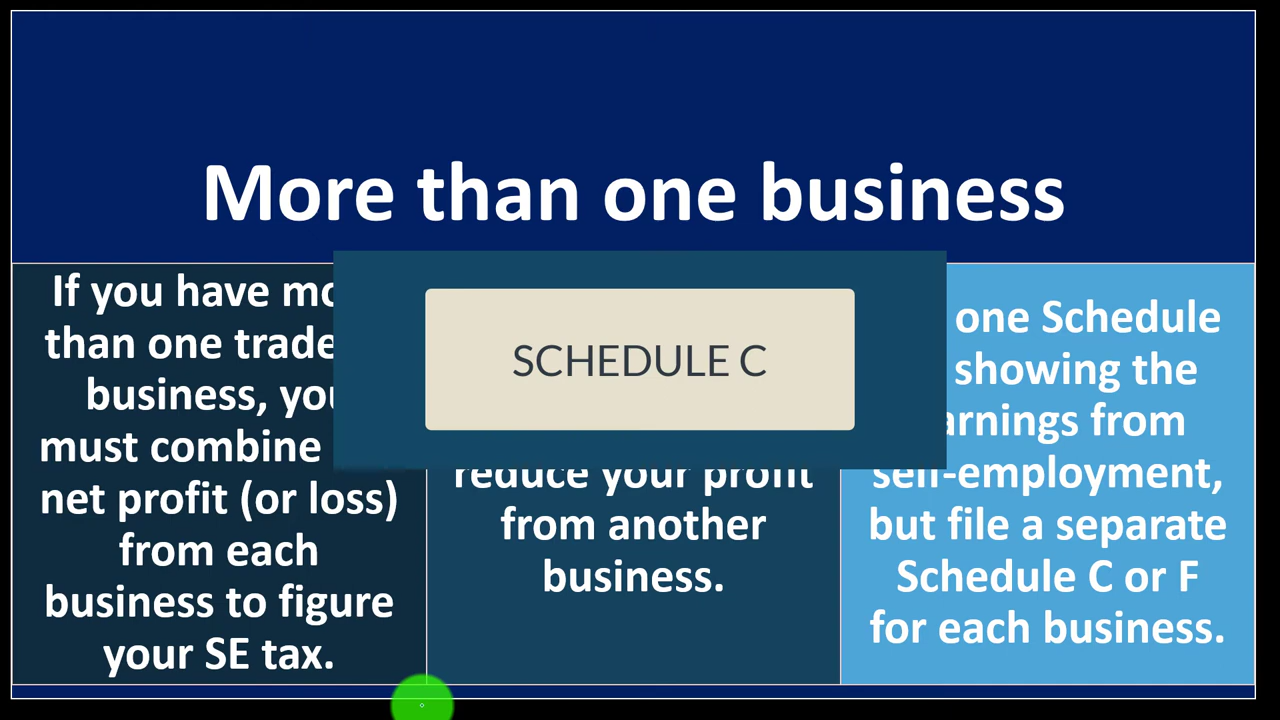 More than one business
If you have mo
than one trade
business, you
must combine
net profit (or loss)
from each
business to figure
your SE tax.
SCHEDULE C
reduce your profit
from another
business.
one Schedule
showing the
arnings from
self-employment,
but file a separate
Schedule C or F
for each business.